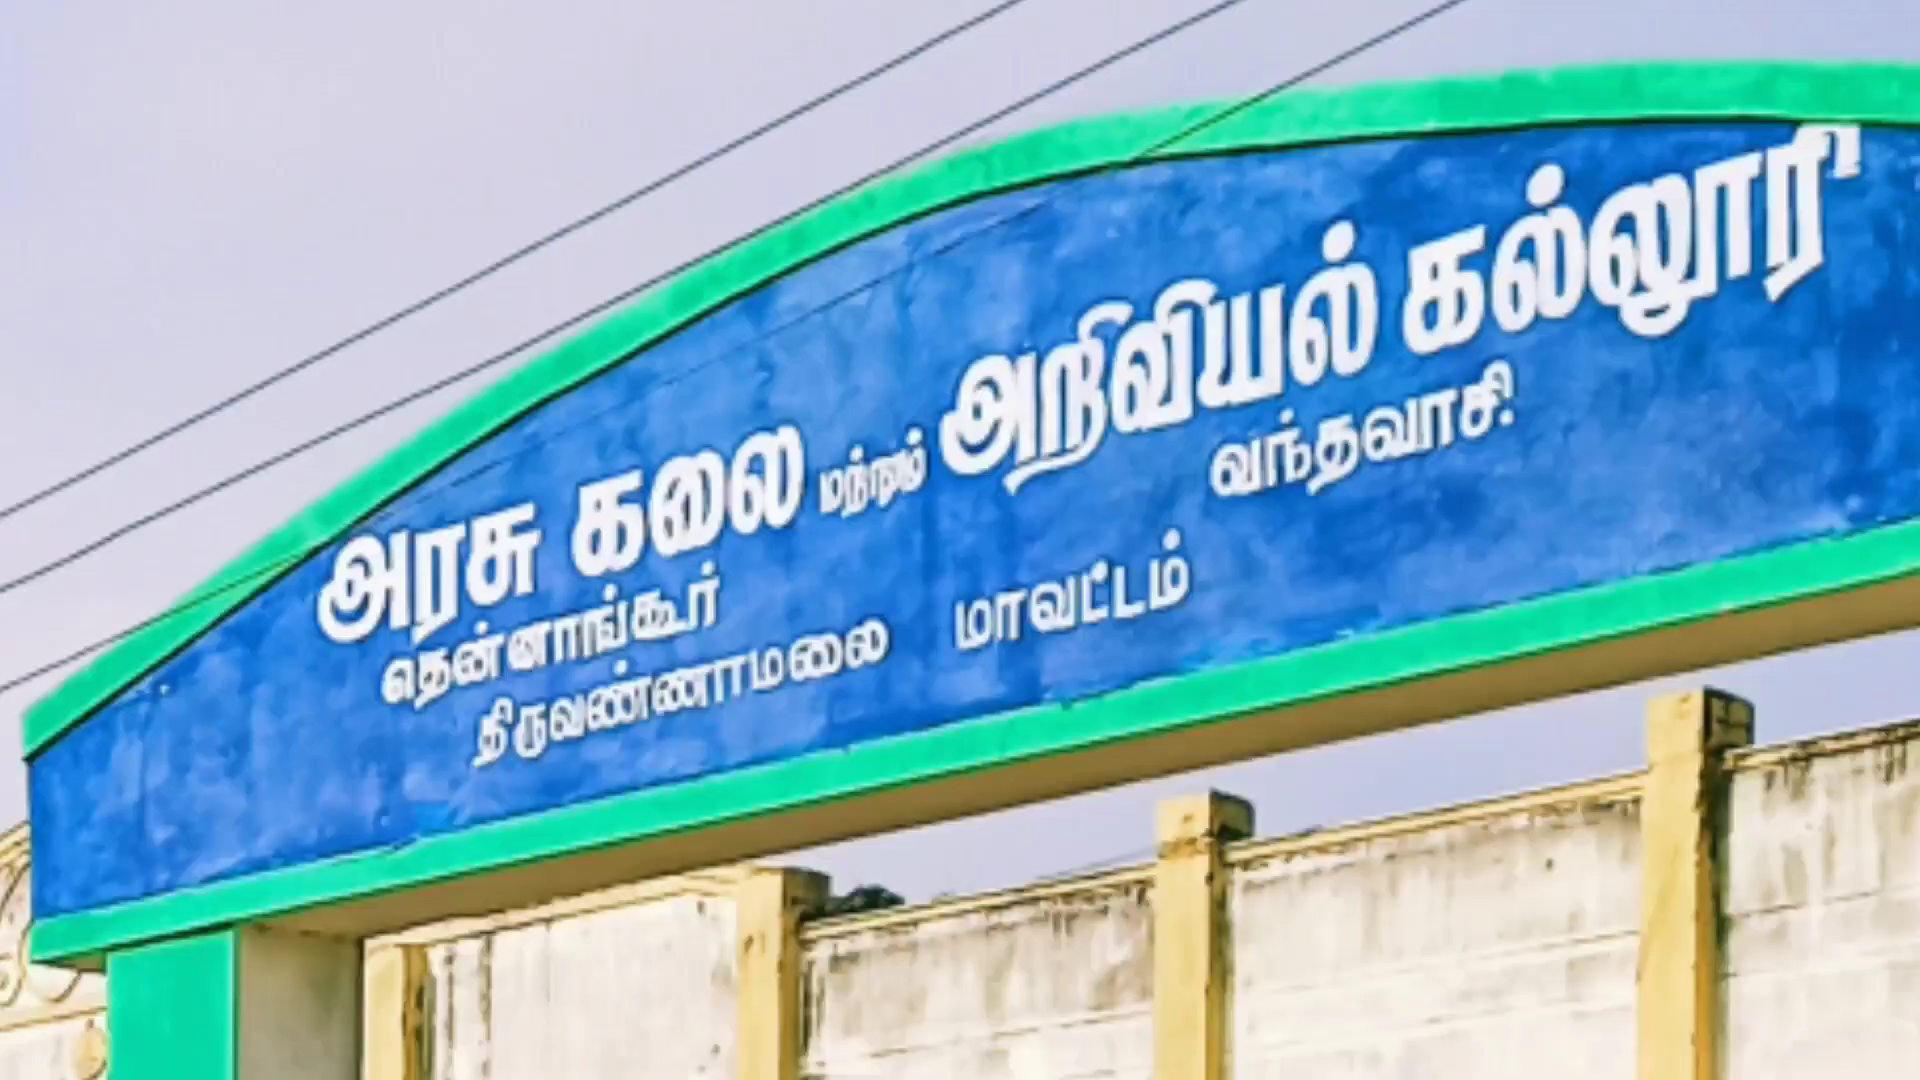 அரசு கலை மற்றும் அறிவியல் கல்லூரி
தென்னாங்கூர் வந்தவாசி
திருவண்ணாமலை மாவட்டம்